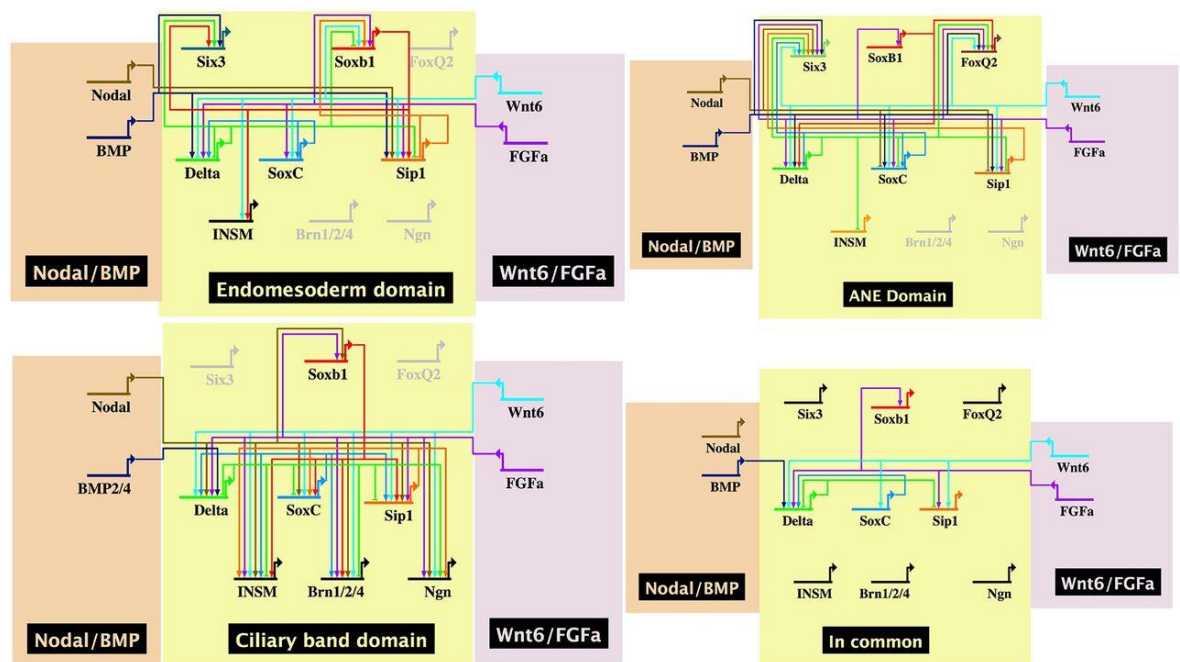 Six3
Soxb1
FoxQ2
Nodal
Wnt6
BMP
FGFa
Delta
SoxC
Sip1
INSM
Brn1/2/4
Ngn
Nodal/BMP
Wnt6/FGFa
Endomesoderm domain
Six3
SoxB1
FoxQ2
Nodal
Wnt6
BMP
FGFa
Delta
SoxC
Sip1
INSM
Brn1/2/4
Ngn
Nodal/BMP
Wnt6/FGFa
ANE Domain
Six3
Soxb1
FoxQ2
Nodal
Wnt6
BMP2/4
FGFa
Delta
SoxC
Sip1
INSM
Brn1/2/4
Ngn
Nodal/BMP
Wnt6/FGFa
Ciliary band domain
Six3
Soxb1
FoxQ2
Nodal
Wnt6
BMP
FGFa
Delta
SoxC
Sip1
INSM
Brn1/2/4
Ngn
Nodal/BMP
Wnt6/FGFa
In common